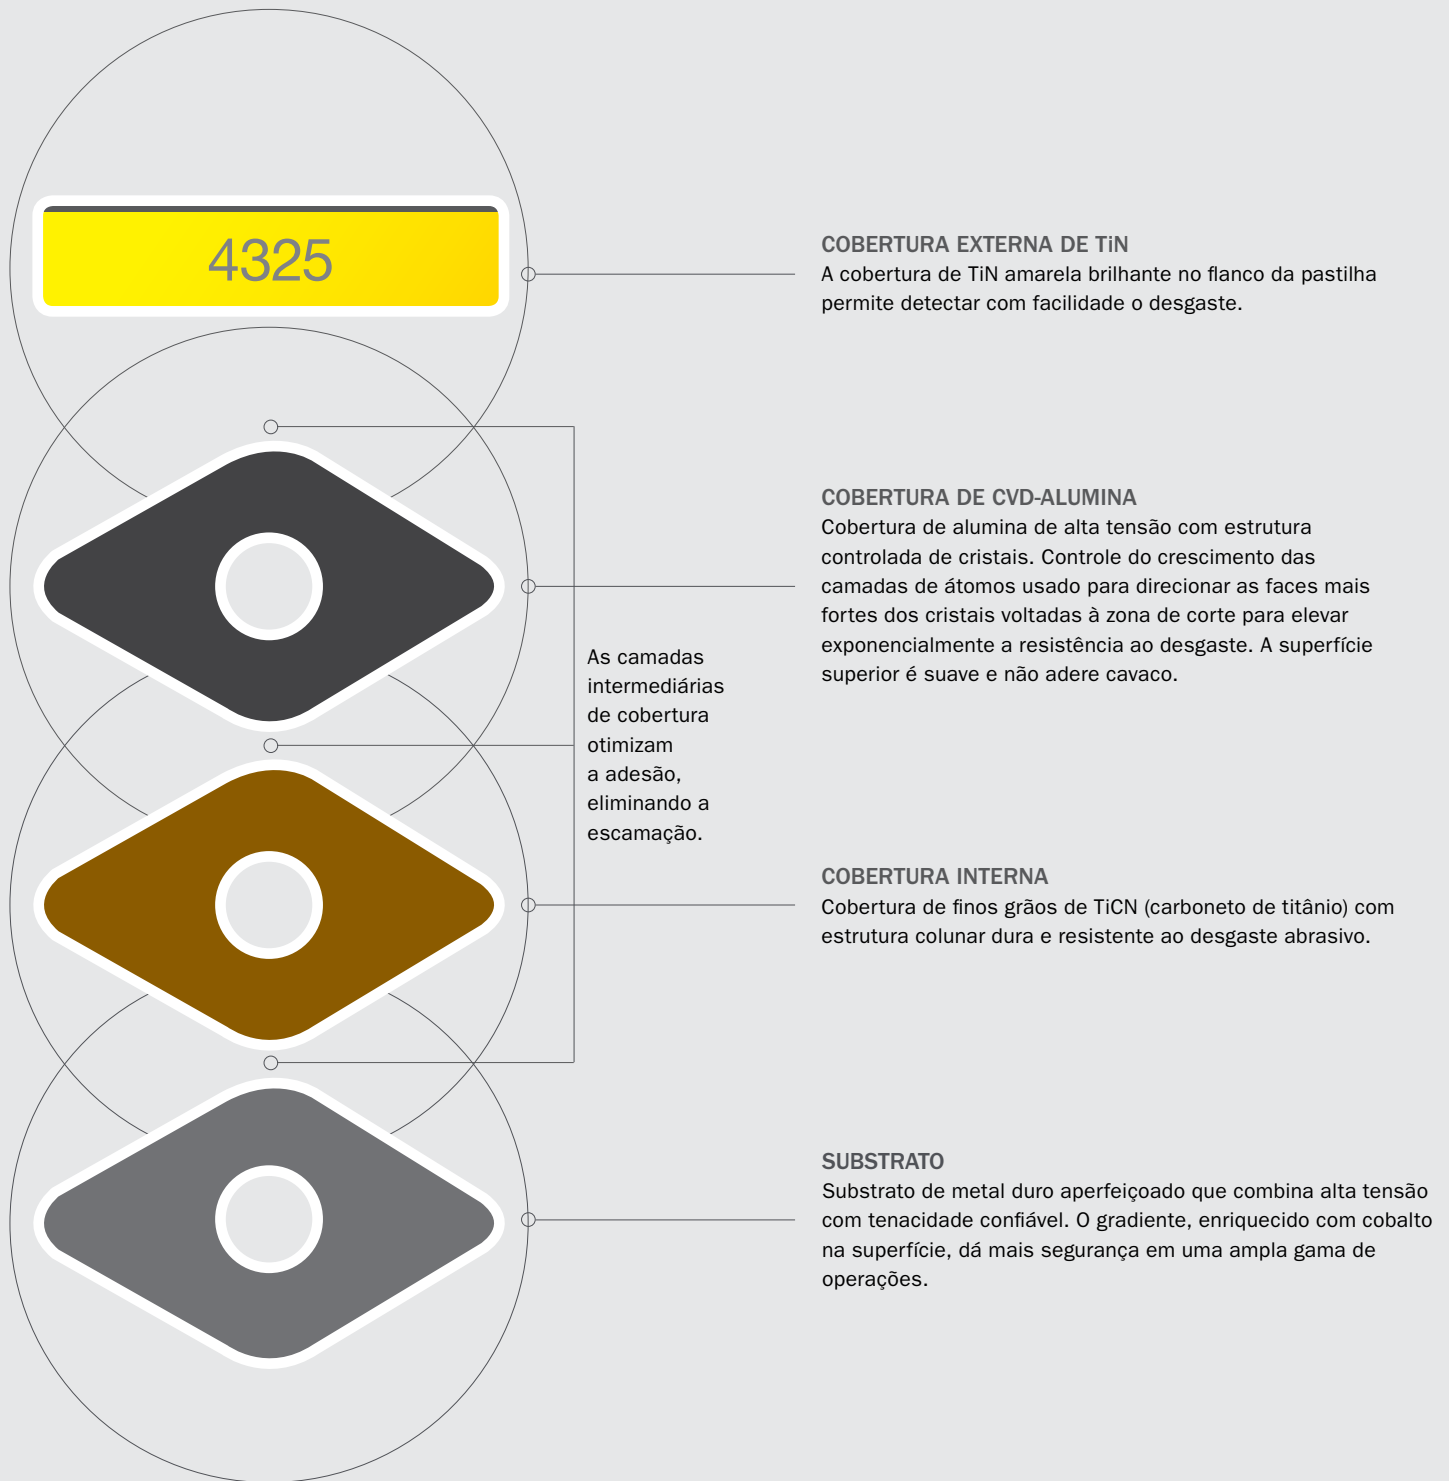 4325
COBERTURA EXTERNA DE TiN
A cobertura de TiN amarela brilhante no flanco da pastilha
permite detectar com facilidade o desgaste.
COBERTURA DE CVD-ALUMINA
Cobertura de alumina de alta tensão com estrutura
controlada de cristais. Controle do crescimento das
camadas de átomos usado para direcionar as faces mais
fortes dos cristais voltadas à zona de corte para elevar
exponencialmente a resistência ao desgaste. A superfície
superior é suave e não adere cavaco.
As camadas
intermediárias
de cobertura
otimizam
a adesão,
eliminando a
escamação.
COBERTURA INTERNA
Cobertura de finos grãos de TiCN (carboneto de titânio) com
estrutura colunar dura e resistente ao desgaste abrasivo.
SUBSTRATO
Substrato de metal duro aperfeiçoado que combina alta tensão
com tenacidade confiável. O gradiente, enriquecido com cobalto
na superfície, dá mais segurança em uma ampla gama de
operações.